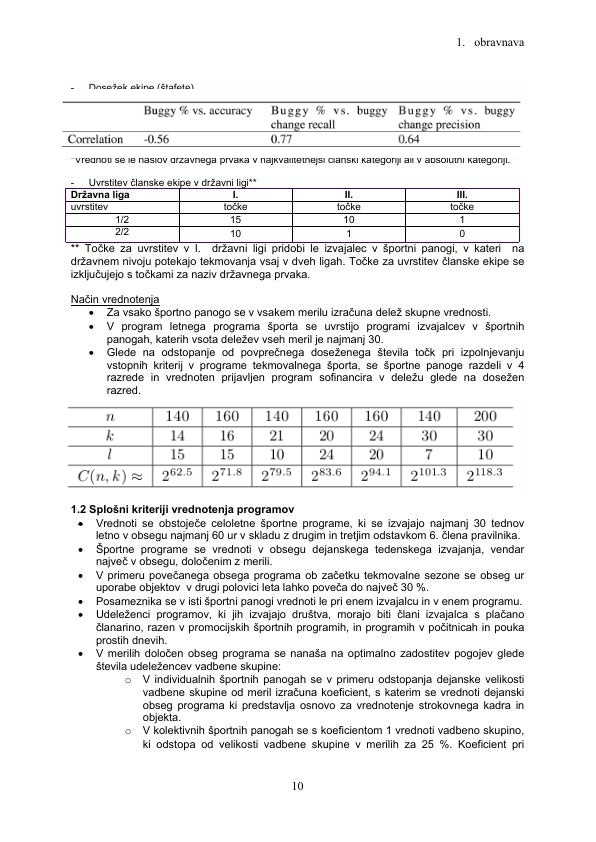 1. obravnava
- Dosežek ekipe (štafete)
Buggy % vs. accuracy Buggy % vs. buggy change recall Buggy % vs. buggy change precision
Correlation -0.56 0.77 0.64
*Vrednoti se le naslov državnega prvaka v najkvalitetnejši članski kategoriji ali v absolutni kategoriji.
- Uvrstitev članske ekipe v državni ligi**
Državna liga I. II. III.
uvrstitev točke točke točke
1/2 15 10 1
2/2 10 1 0
** Točke za uvrstitev v I. državni ligi pridobi le izvajalec v športni panogi, v kateri na
državnem nivoju potekajo tekmovanja vsaj v dveh ligah. Točke za uvrstitev članske ekipe se
izključujejo s točkami za naziv državnega prvaka.
Način vrednotenja
• Za vsako športno panogo se v vsakem merilu izračuna delež skupne vrednosti.
• V program letnega programa športa se uvrstijo programi izvajalcev v športnih
panogah, katerih vsota deležev vseh meril je najmanj 30.
• Glede na odstopanje od povprečnega doseženega števila točk pri izpolnjevanju
vstopnih kriterij v programe tekmovalnega športa, se športne panoge razdeli v 4
razrede in vrednoten prijavljen program sofinancira v deležu glede na dosežen
razred.
n 140 160 140 160 160 140 200
k 14 16 21 20 24 30 30
l 15 15 10 24 20 7 10
C(n, k) ≈ 2^62.5 2^71.8 2^79.5 2^83.6 2^94.1 2^101.3 2^118.3
1.2 Splošni kriteriji vrednotenja programov
• Vrednoti se obstoječe celoletne športne programe, ki se izvajajo najmanj 30 tednov
letno v obsegu najmanj 60 ur v skladu z drugim in tretjim odstavkom 6. člena pravilnika.
• Športne programe se vrednoti v obsegu dejanskega tedenskega izvajanja, vendar
največ v obsegu, določenim z merili.
• V primeru povečanega obsega programa ob začetku tekmovalne sezone se obseg ur
uporabe objektov v drugi polovici leta lahko poveča do največ 30 %.
• Posameznika se v isti športni panogi vrednoti le pri enem izvajalcu in v enem programu.
• Udeleženci programov, ki jih izvajajo društva, morajo biti člani izvajalca s plačano
članarino, razen v promocijskih športnih programih, in programih v počitnicah in pouka
prostih dnevih.
• V merilih določen obseg programa se nanaša na optimalno zadostitev pogojev glede
števila udeležencev vadbene skupine:
o V individualnih športnih panogah se v primeru odstopanja dejanske velikosti
vadbene skupine od meril izračuna koeficient, s katerim se vrednoti dejanski
obseg programa ki predstavlja osnovo za vrednotenje strokovnega kadra in
objekta.
o V kolektivnih športnih panogah se s koeficientom 1 vrednoti vadbeno skupino,
ki odstopa od velikosti vadbene skupine v merilih za 25 %. Koeficient pri
10